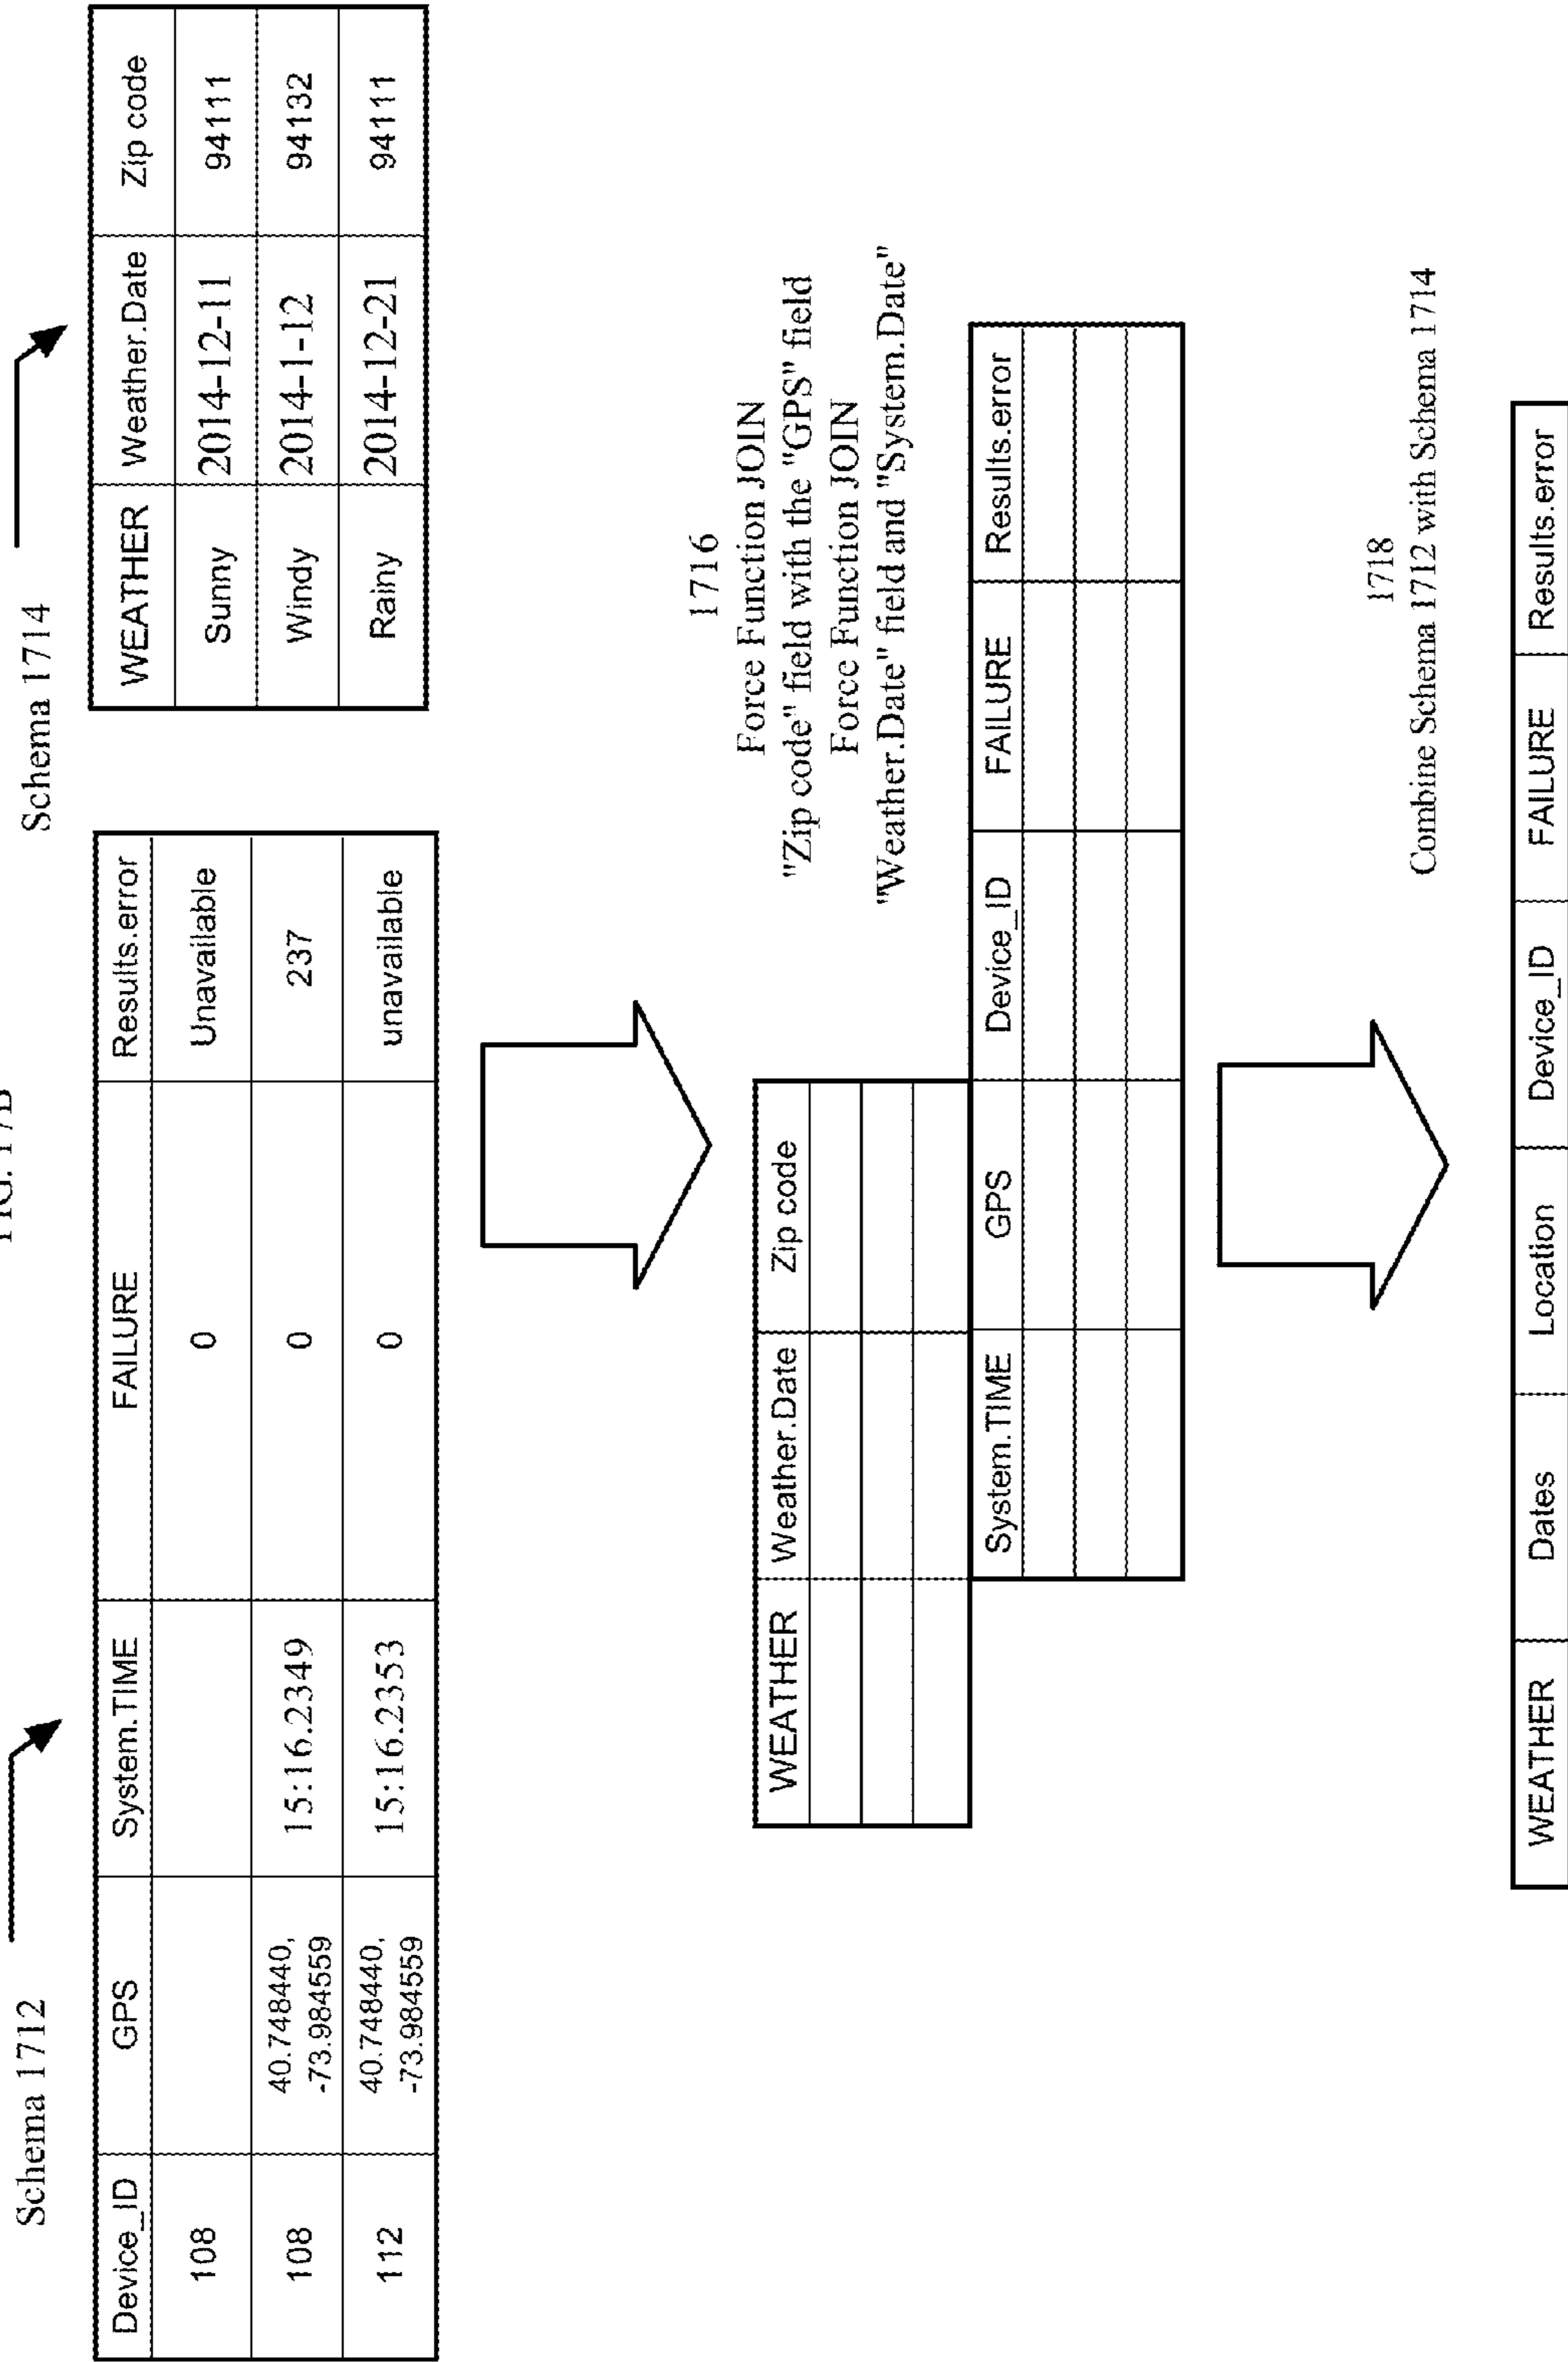 FIG. 17B
Schema 1712
Schema 1714
Device_ID GPS System.TIME FAILURE Results.error
108 0 Unavailable
108 40.748440, -73.984559 15:16.2349 0 237
112 40.748440, -73.984559 15:16.2353 0 unavailable
WEATHER Weather.Date Zip code
Sunny 2014-12-11 94111
Windy 2014-1-12 94132
Rainy 2014-12-21 94111
1716
Force Function JOIN
"Zip code" field with the "GPS" field
Force Function JOIN
"Weather.Date" field and "System.Date"
WEATHER Weather.Date Zip code
System.TIME GPS Device_ID FAILURE Results.error
1718
Combine Schema 1712 with Schema 1714
WEATHER Dates Location Device_ID FAILURE Results.error